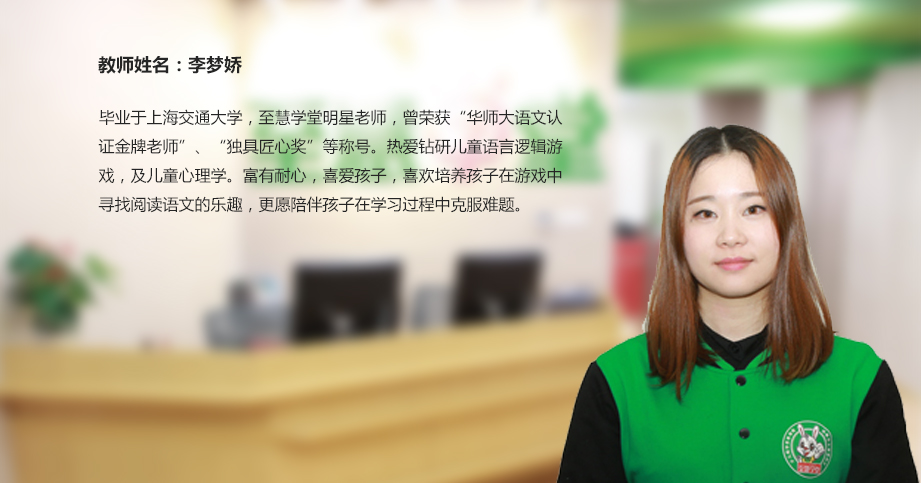 教师姓名：李梦娇
毕业于上海交通大学，至慧学堂明星老师，曾荣获“华师大语文认
证金牌老师”、“独具匠心奖”等称号。热爱钻研儿童语言逻辑游
戏，及儿童心理学。富有耐心，喜爱孩子，喜欢培养孩子在游戏中
寻找阅读语文的乐趣，更愿陪伴孩子在学习过程中克服难题。